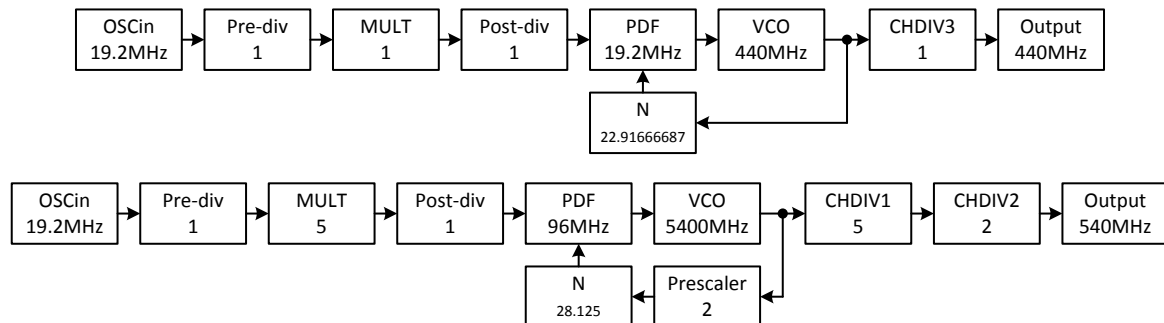 OSCin
19.2MHz
Pre-div
1
MULT
1
Post-div
1
PDF
19.2MHz
VCO
440MHz
CHDIV3
1
Output
440MHz
N
22.91666687
OSCin
19.2MHz
Pre-div
1
MULT
5
Post-div
1
PDF
96MHz
VCO
5400MHz
CHDIV1
5
CHDIV2
2
Output
540MHz
N
28.125
Prescaler
2